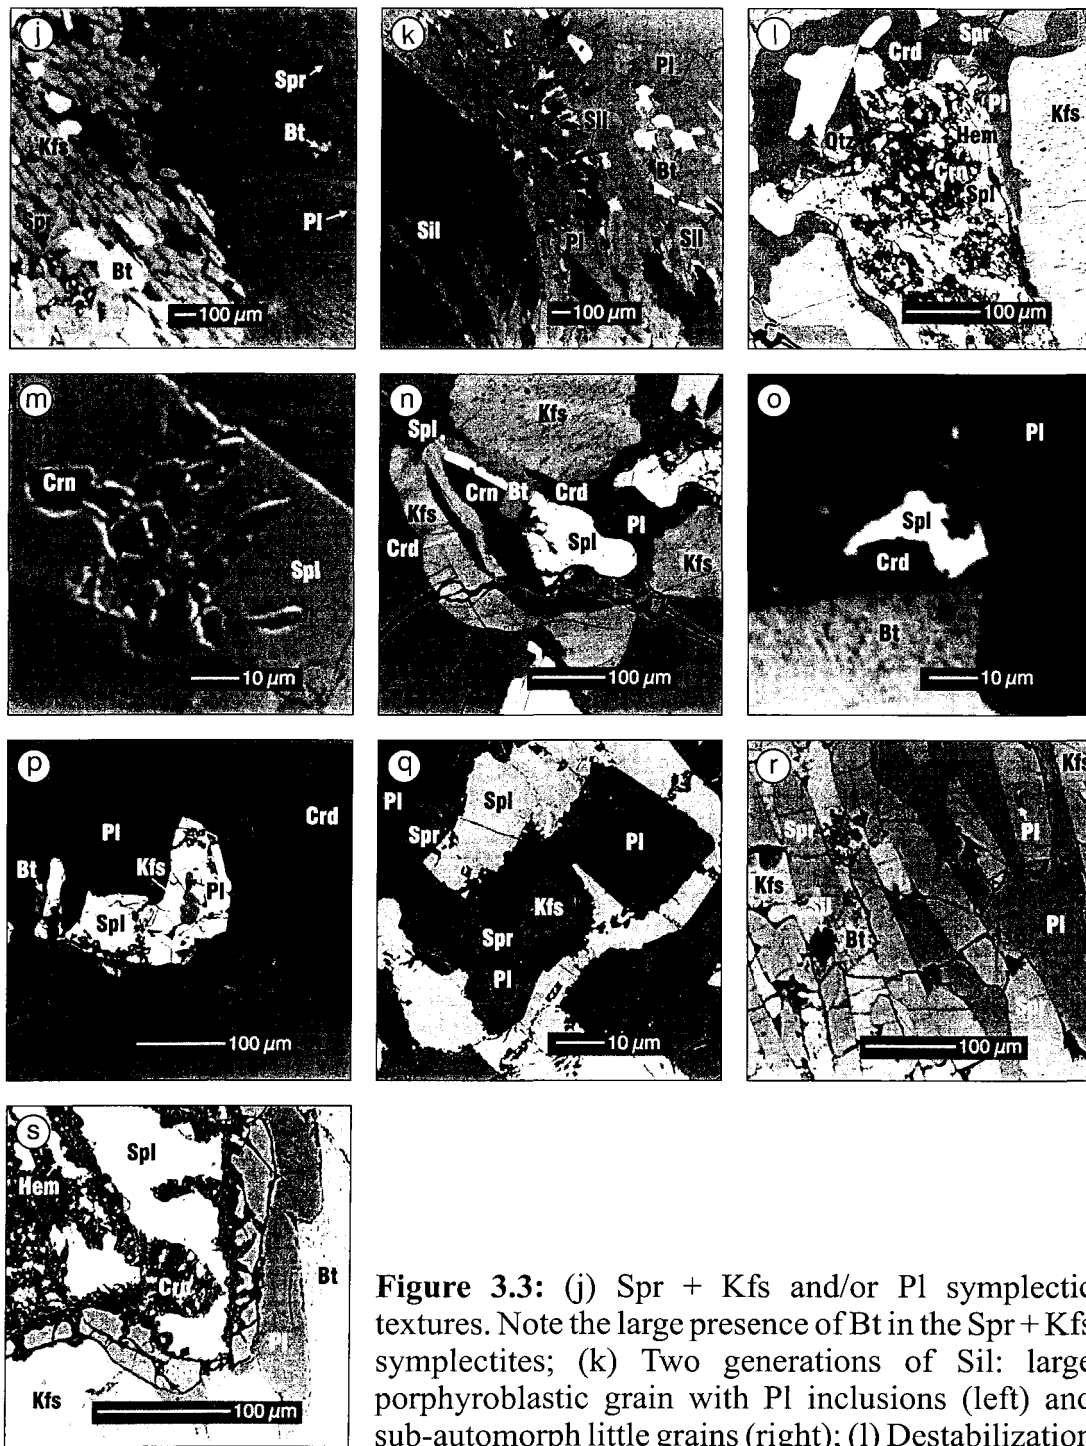 j
Spr
Bt
Kfs
Pl
Spr
Bt
100 µm
k
Pl
Sill
Bt
Sil
Pl
Sill
100 µm
l
Spr
Crd
Pl
Kfs
Hem
Qtz
Crn
Spl
100 µm
m
Crn
Spl
10 µm
n
Kfs
Spl
Crn
Bt
Crd
Kfs
Pl
Spl
Crd
Kfs
100 µm
o
Pl
Spl
Crd
Bt
10 µm
p
Crd
Pl
Bt
Kfs
Pl
Spl
100 µm
q
Pl
Spl
Spr
Pl
Kfs
Spr
Pl
10 µm
r
Kfs
Spr
Pl
Kfs
Sil
Bt
Pl
100 µm
s
Spl
Hem
Bt
Crd
Pl
Kfs
100 µm
Figure 3.3: (j) Spr + Kfs and/or Pl symplectic
textures. Note the large presence of Bt in the Spr + Kfs
symplectites; (k) Two generations of Sil: large
porphyroblastic grain with Pl inclusions (left) and
sub-automorph little grains (right); (l) Destabilization